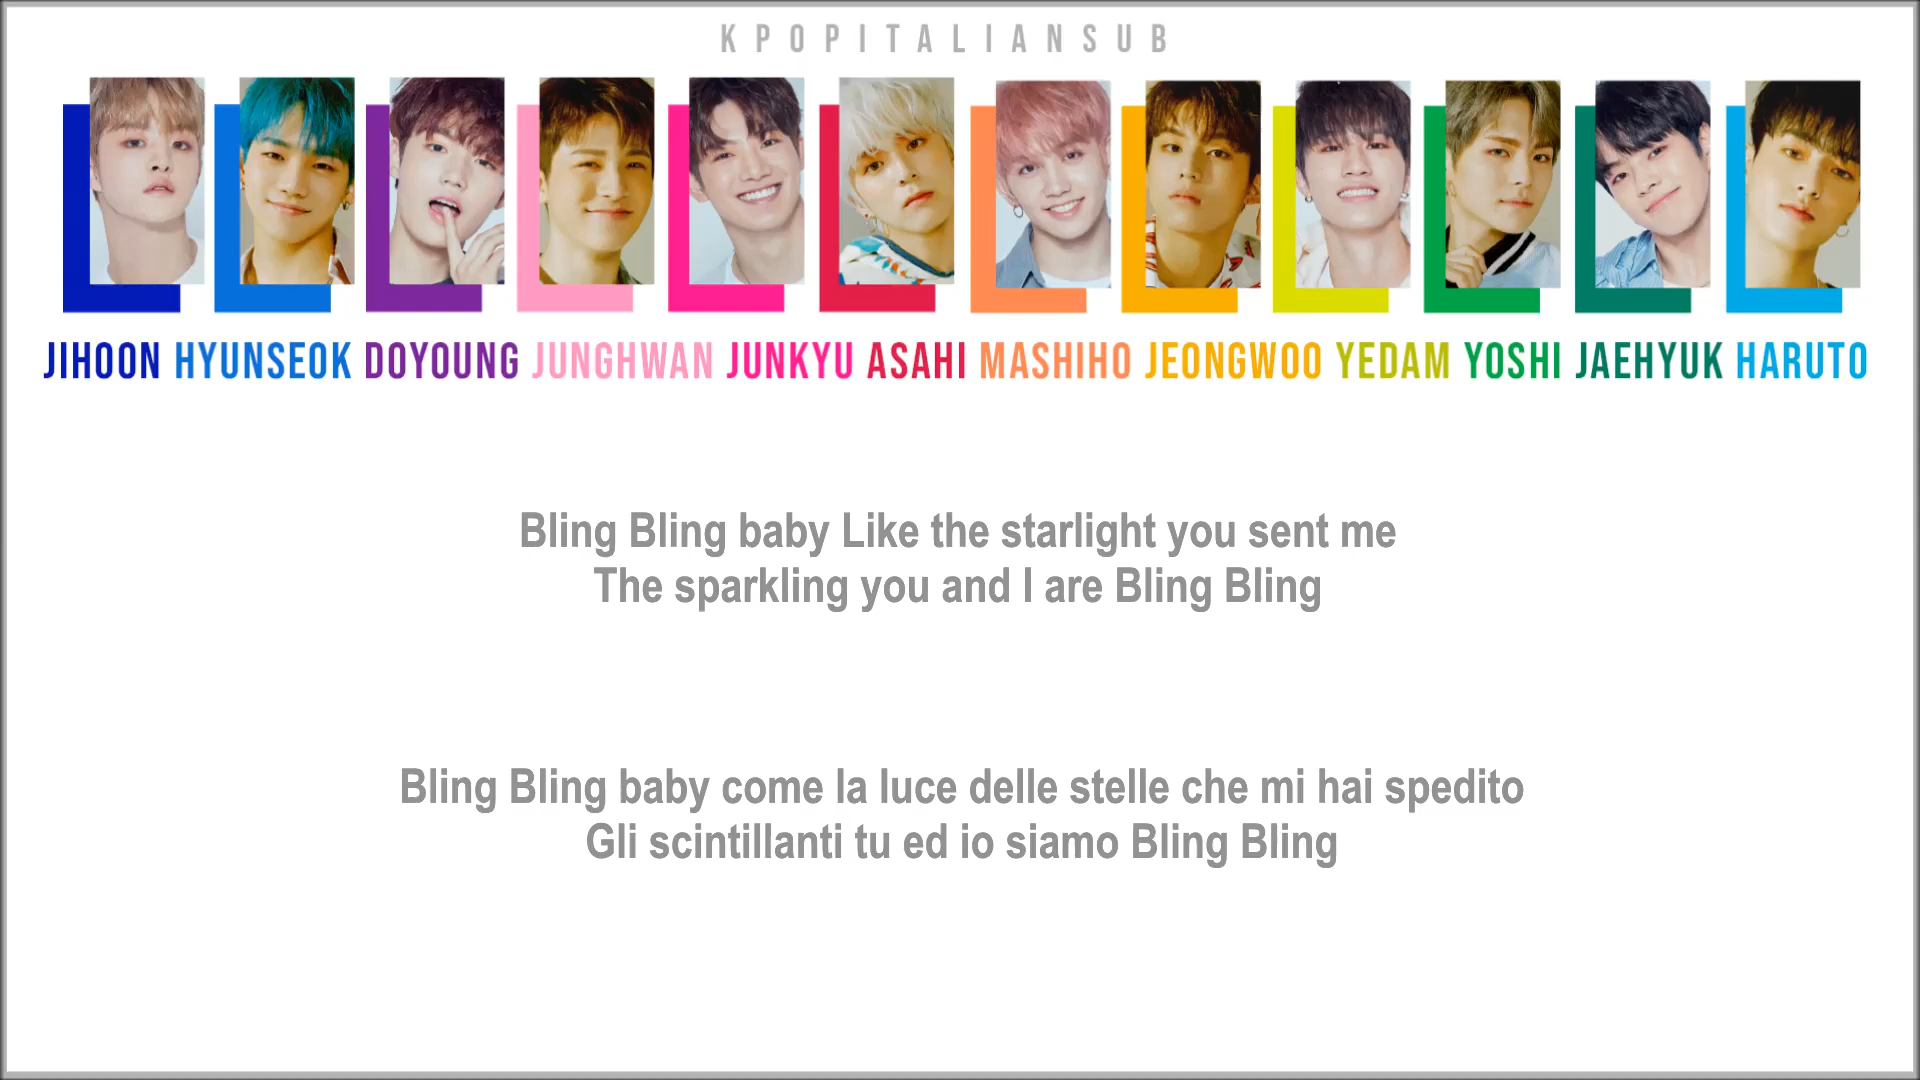 KPOPITALIANSUB
JIHOON HYUNSEOK DOYOUNG JUNGHWAN JUNKYU ASAHI MASHIHO JEONGWOO YEDAM YOSHI JAEHYUK HARUTO
Bling Bling baby Like the starlight you sent me
The sparkling you and I are Bling Bling
Bling Bling baby come la luce delle stelle che mi hai spedito
Gli scintillanti tu ed io siamo Bling Bling